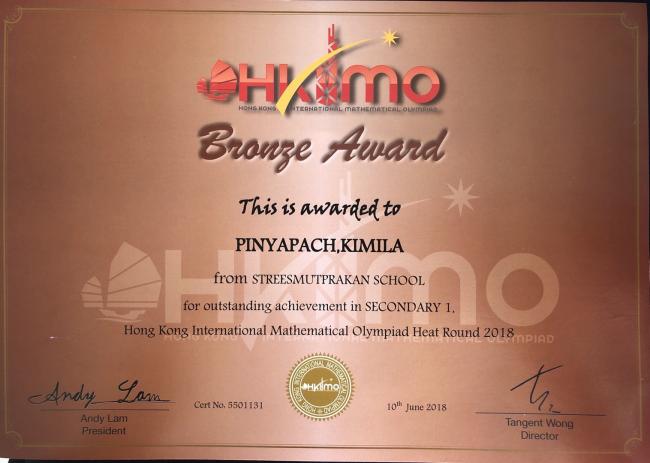 HKIMO
HONG KONG INTERNATIONAL MATHEMATICAL OLYMPIAD
Bronze Award
This is awarded to
PINYAPACH,KIMILA
from STREESMUTPRAKAN SCHOOL
for outstanding achievement in SECONDARY 1,
Hong Kong International Mathematical Olympiad Heat Round 2018
Andy Lam
Andy Lam
President
Cert No. 5501131
HKIMO
10th June 2018
Tangent Wong
Director